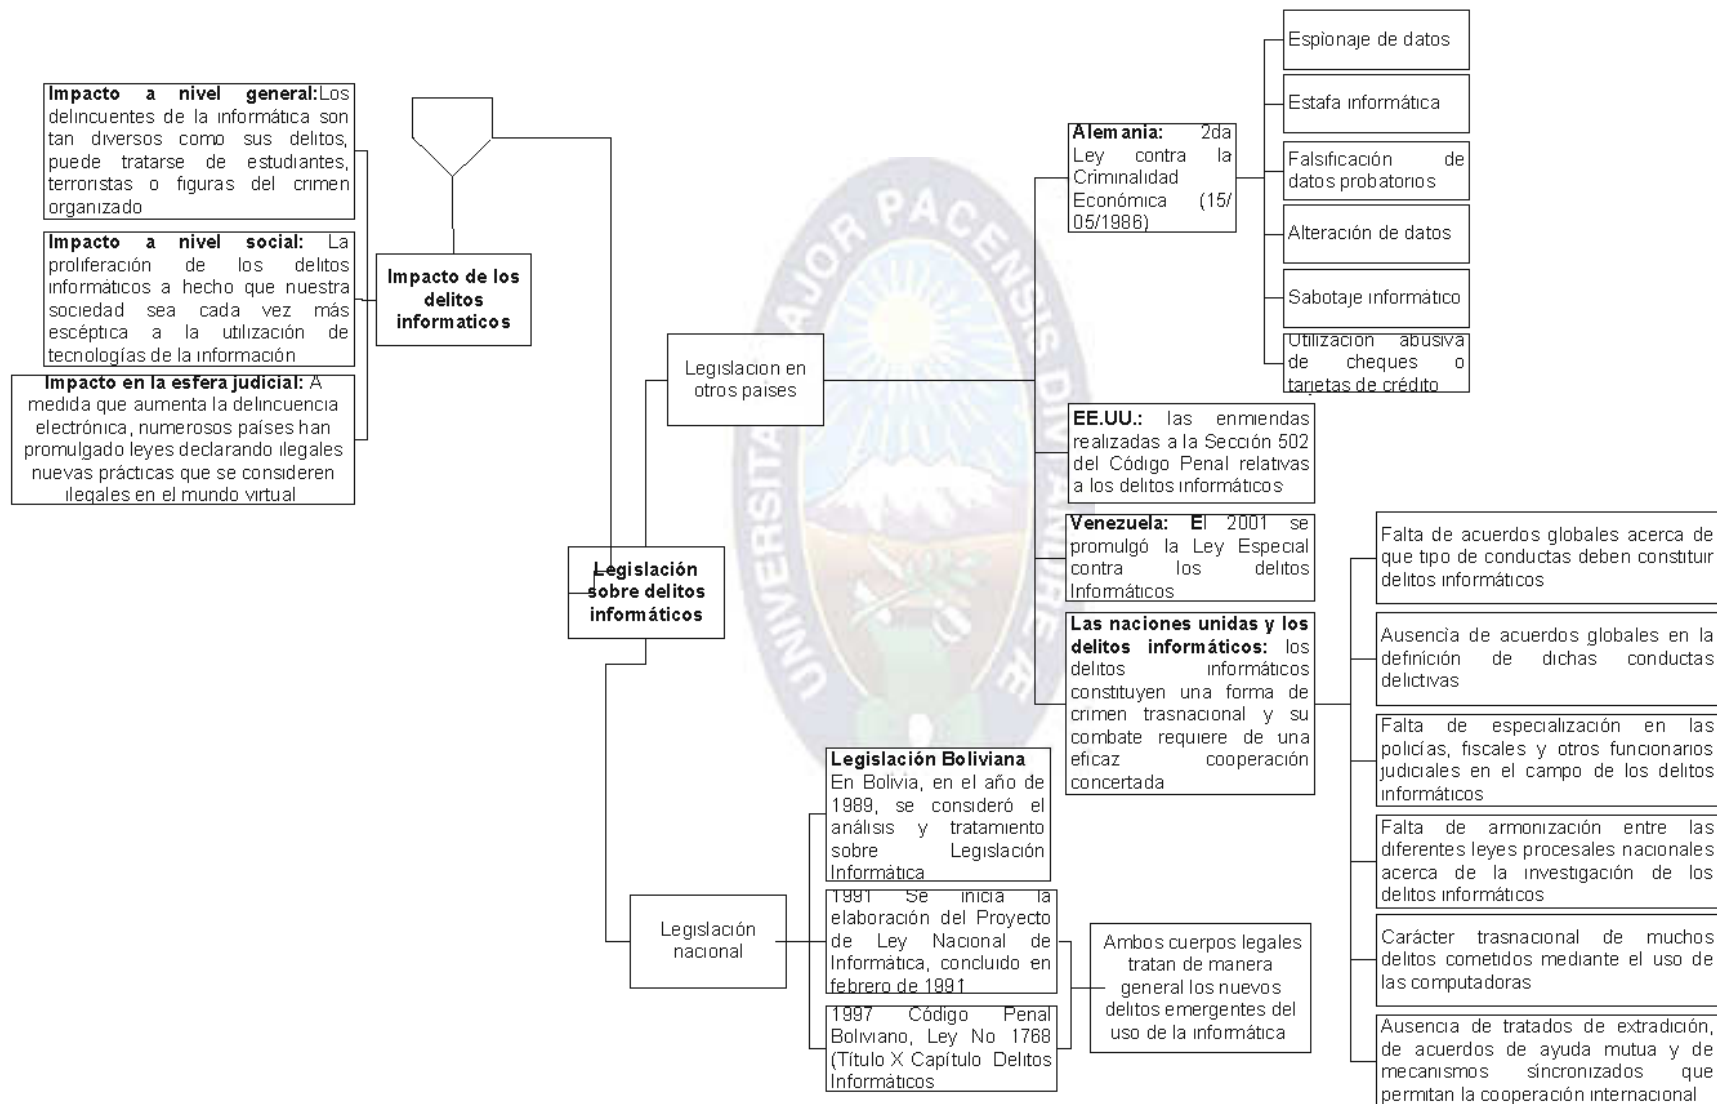 Impacto a nivel general:Los
delincuentes de la informática son
tan diversos como sus delitos,
puede tratarse de estudiantes,
terroristas o figuras del crimen
organizado
Impacto a nivel social: La
proliferación de los delitos
informáticos a hecho que nuestra
sociedad sea cada vez más
escéptica a la utilización de
tecnologías de la información
Impacto en la esfera judicial: A
medida que aumenta la delincuencia
electrónica, numerosos países han
promulgado leyes declarando ilegales
nuevas prácticas que se consideren
ilegales en el mundo virtual
Impacto de los
delitos
informaticos
Legislación
sobre delitos
informáticos
Legislacion en
otros paises
Alemania: 2da
Ley contra la
Criminalidad
Económica (15/
05/1986)
Espionaje de datos
Estafa informática
Falsificación de
datos probatorios
Alteración de datos
Sabotaje informático
Utilización abusiva
de cheques o
tarjetas de crédito
EE.UU.: las enmiendas
realizadas a la Sección 502
del Código Penal relativas
a los delitos informáticos
Venezuela: El 2001 se
promulgó la Ley Especial
contra los delitos
Informáticos
Las naciones unidas y los
delitos informáticos: los
delitos informáticos
constituyen una forma de
crimen trasnacional y su
combate requiere de una
eficaz cooperación
concertada
Falta de acuerdos globales acerca de
que tipo de conductas deben constituir
delitos informáticos
Ausencia de acuerdos globales en la
definición de dichas conductas
delictivas
Falta de especialización en las
policías, fiscales y otros funcionarios
judiciales en el campo de los delitos
informáticos
Falta de armonización entre las
diferentes leyes procesales nacionales
acerca de la investigación de los
delitos informáticos
Carácter trasnacional de muchos
delitos cometidos mediante el uso de
las computadoras
Ausencia de tratados de extradición,
de acuerdos de ayuda mutua y de
mecanismos síncronizados que
permitan la cooperación internacional
Legislación
nacional
Legislación Boliviana
En Bolivia, en el año de
1989, se consideró el
análisis y tratamiento
sobre Legislación
Informática
1991 Se inicia la
elaboración del Proyecto
de Ley Nacional de
Informática, concluido en
febrero de 1991
1997 Código Penal
Boliviano, Ley No 1768
(Título X Capítulo Delitos
Informáticos
Ambos cuerpos legales
tratan de manera
general los nuevos
delitos emergentes del
uso de la informática